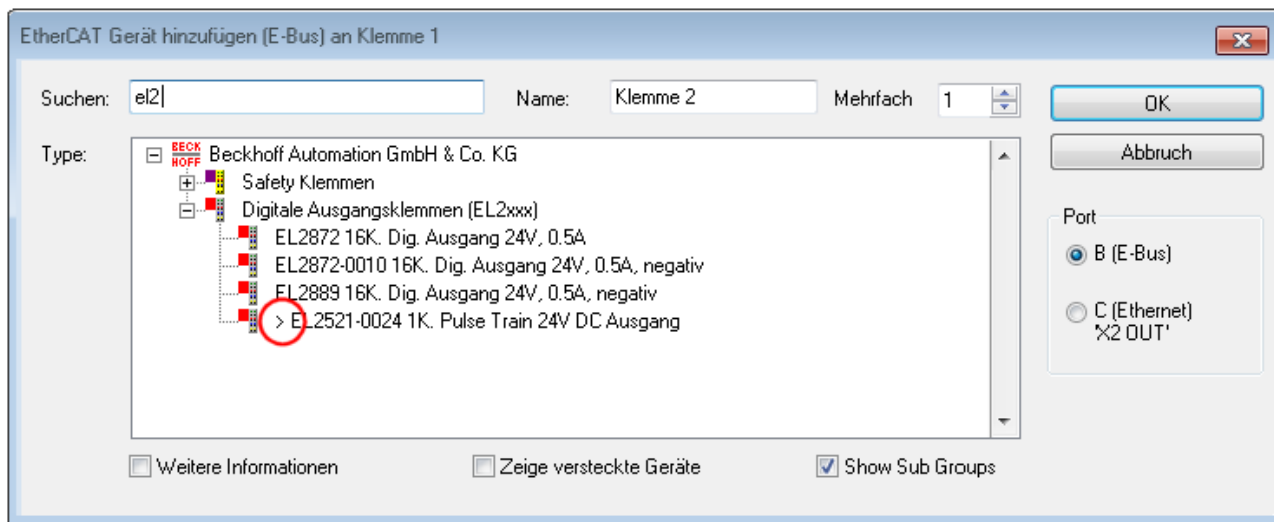 EtherCAT Gerät hinzufügen (E-Bus) an Klemme 1
Suchen: el2 Name: Klemme 2 Mehrfach 1 OK
Abbruch
Type: BECKHOFF Beckhoff Automation GmbH & Co. KG
Safety Klemmen
Digitale Ausgangsklemmen (EL2xxx)
EL2872 16K. Dig. Ausgang 24V, 0.5A
EL2872-0010 16K. Dig. Ausgang 24V, 0.5A, negativ
EL2889 16K. Dig. Ausgang 24V, 0.5A, negativ
> EL2521-0024 1K. Pulse Train 24V DC Ausgang
Port
B (E-Bus)
C (Ethernet)
'X2 OUT'
Weitere Informationen Zeige versteckte Geräte Show Sub Groups